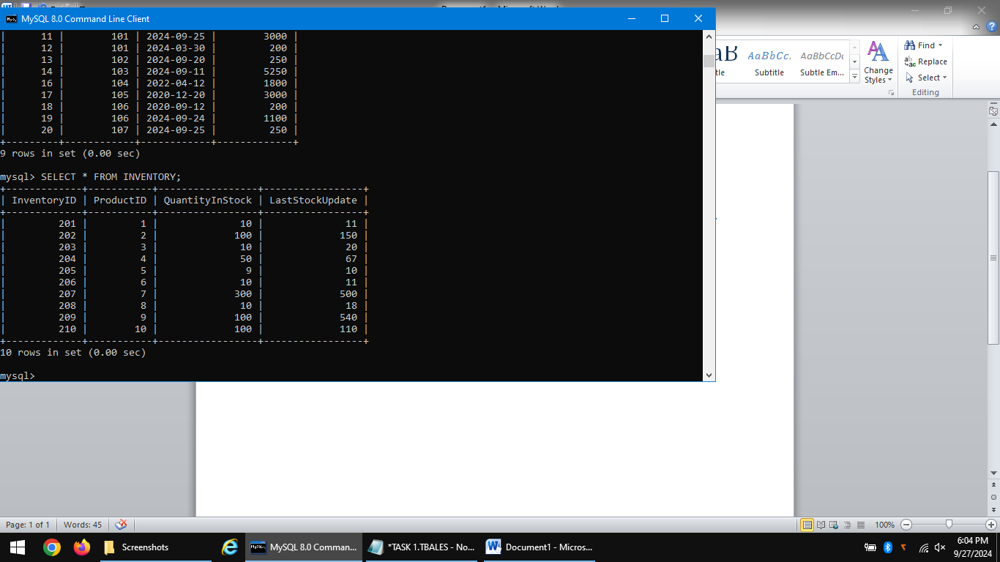 MySQL 8.0 Command Line Client
| 11 | 101 | 2024-09-25 | 3000 |
| 12 | 101 | 2024-03-30 | 200 |
| 13 | 102 | 2024-09-20 | 250 |
| 14 | 103 | 2024-09-11 | 5250 |
| 16 | 104 | 2022-04-12 | 1800 |
| 17 | 105 | 2020-12-20 | 3000 |
| 18 | 106 | 2020-09-12 | 200 |
| 19 | 106 | 2024-09-24 | 1100 |
| 20 | 107 | 2024-09-25 | 250 |
+---------+------------+------------+-------------+
9 rows in set (0.00 sec)
mysql> SELECT * FROM INVENTORY;
+-------------+-----------+-----------------+-----------------+
| InventoryID | ProductID | QuantityInStock | LastStockUpdate |
+-------------+-----------+-----------------+-----------------+
| 201 | 1 | 10 | 11 |
| 202 | 2 | 100 | 150 |
| 203 | 3 | 10 | 20 |
| 204 | 4 | 50 | 67 |
| 205 | 5 | 9 | 10 |
| 206 | 6 | 10 | 11 |
| 207 | 7 | 300 | 500 |
| 208 | 8 | 10 | 18 |
| 209 | 9 | 100 | 540 |
| 210 | 10 | 100 | 110 |
+-------------+-----------+-----------------+-----------------+
10 rows in set (0.00 sec)
mysql>
AaBbCc. AaBbCcDc
Subtitle Subtle Em...
Change
Styles
Find
Replace
Select
Editing
Page: 1 of 1 Words: 45 100%
Screenshots
MySQL 8.0 Comman...
*TASK 1.TBALES - No...
Document1 - Micros...
6:04 PM
9/27/2024